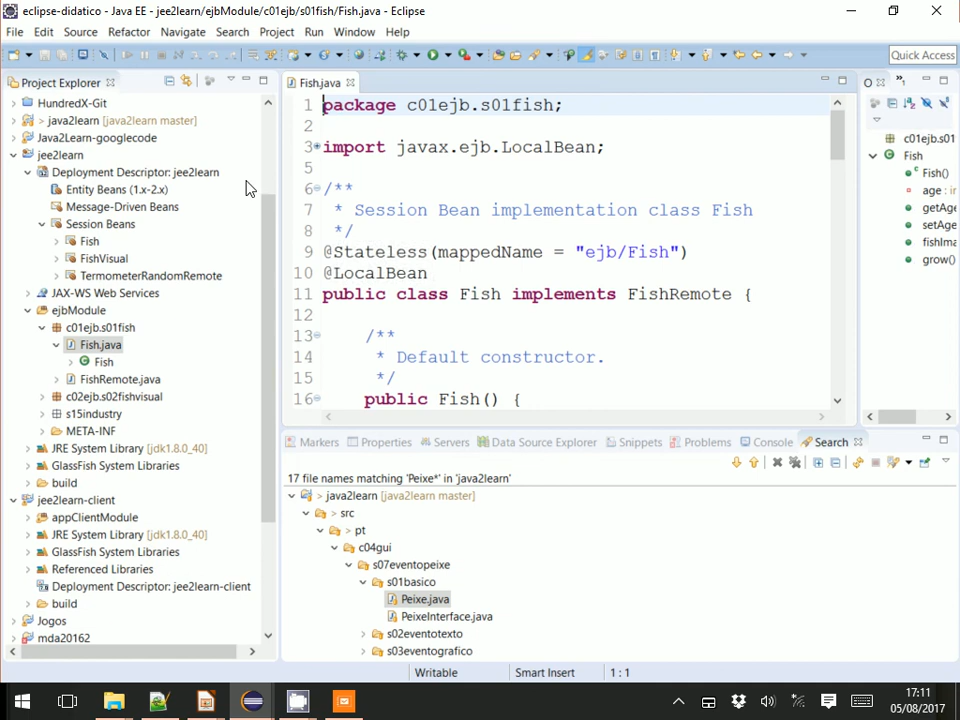 eclipse-didatico - Java EE - jee2learn/ejbModule/c01ejb/s01fish/Fish.java - Eclipse
File Edit Source Refactor Navigate Search Project Run Window Help
Quick Access
Project Explorer
HundredX-Git
> java2learn [java2learn master]
Java2Learn-googlecode
jee2learn
Deployment Descriptor: jee2learn
Entity Beans (1.x-2.x)
Message-Driven Beans
Session Beans
Fish
FishVisual
TermometerRandomRemote
JAX-WS Web Services
ejbModule
c01ejb.s01fish
Fish.java
Fish
FishRemote.java
c02ejb.s02fishvisual
s15industry
META-INF
JRE System Library [jdk1.8.0_40]
GlassFish System Libraries
build
jee2learn-client
appClientModule
JRE System Library [jdk1.8.0_40]
GlassFish System Libraries
Referenced Libraries
Deployment Descriptor: jee2learn-client
build
Jogos
mda20162
Fish.java
1 package c01ejb.s01fish;
2
3 import javax.ejb.LocalBean;
5
6 /**
7 * Session Bean implementation class Fish
8 */
9 @Stateless(mappedName = "ejb/Fish")
10 @LocalBean
11 public class Fish implements FishRemote {
12
13 /**
14 * Default constructor.
15 */
16 public Fish() {
O
c01ejb.s01
Fish
Fish()
age : in
getAge
setAge
fishIma
grow()
Markers Properties Servers Data Source Explorer Snippets Problems Console Search
17 file names matching 'Peixe*' in 'java2learn'
> java2learn [java2learn master]
> src
> pt
c04gui
s07eventopeixe
s01basico
Peixe.java
PeixeInterface.java
s02eventotexto
s03eventografico
Writable Smart Insert 1 : 1
17:11
05/08/2017